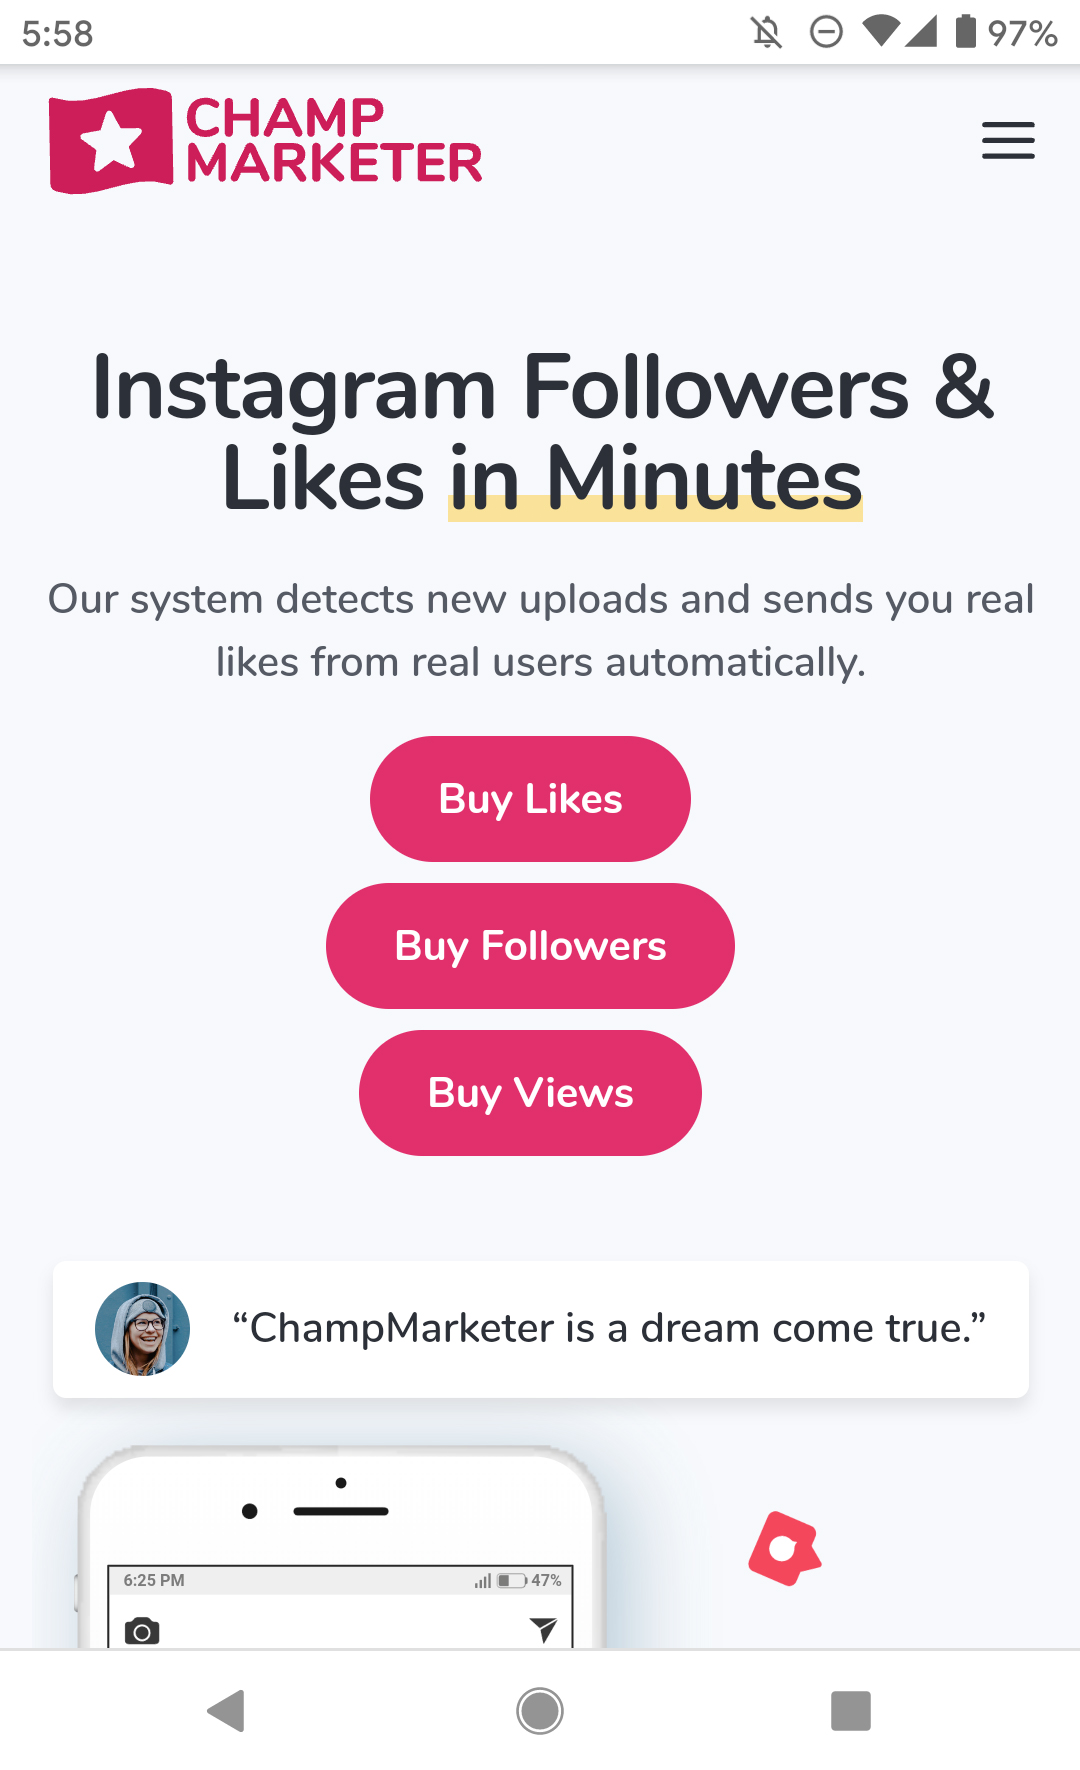 5:58
97%
CHAMP
MARKETER
Instagram Followers &
Likes in Minutes
Our system detects new uploads and sends you real
likes from real users automatically.
Buy Likes
Buy Followers
Buy Views
“ChampMarketer is a dream come true.”
6:25 PM
47%